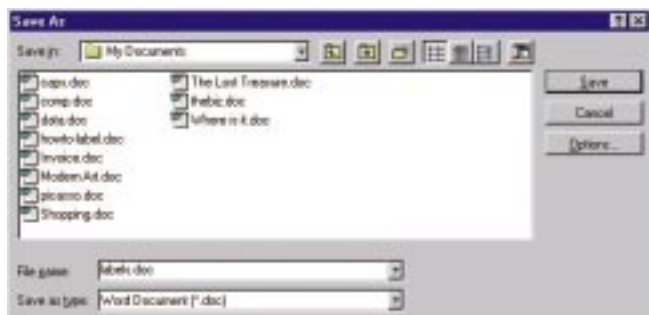 Save As
Save in: My Documents
caps.doc
comp.doc
data.doc
howto-label.doc
Invoice.doc
Modern Art.doc
picasso.doc
Shopping.doc
The Lost Treasure.doc
thebiz.doc
Where is it.doc
Save
Cancel
Options...
File name: labels.doc
Save as type: Word Document (*.doc)